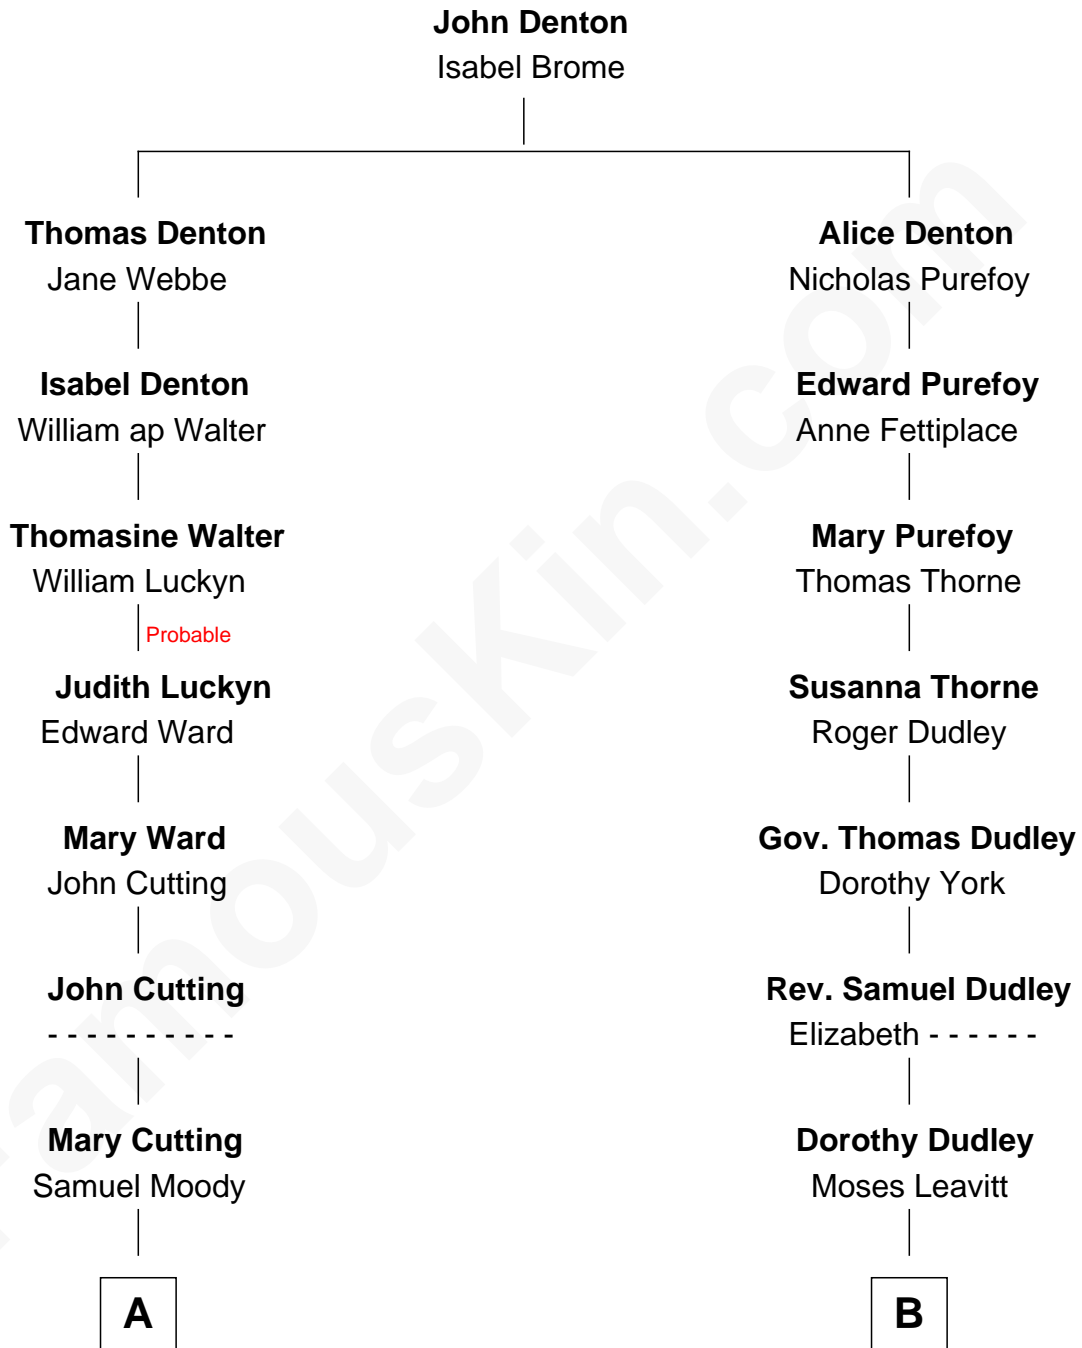 John Denton
Isabel Brome
Thomas Denton
Jane Webbe
Alice Denton
Nicholas Purefoy
Isabel Denton
William ap Walter
Edward Purefoy
Anne Fettiplace
Thomasine Walter
William Luckyn
Mary Purefoy
Thomas Thorne
Probable
Judith Luckyn
Edward Ward
Susanna Thorne
Roger Dudley
Mary Ward
John Cutting
Gov. Thomas Dudley
Dorothy York
John Cutting
- - - - - - - - - -
Rev. Samuel Dudley
Elizabeth - - - - - -
Mary Cutting
Samuel Moody
Dorothy Dudley
Moses Leavitt
A
B
FamousKin.com